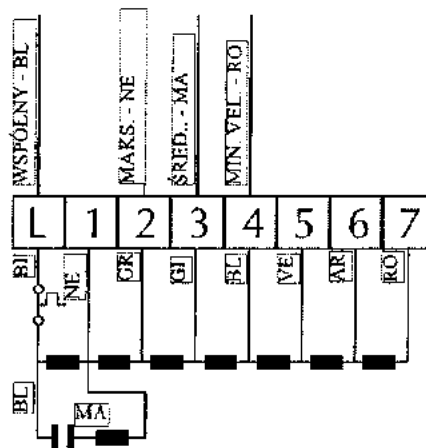 WSPÓLNY - BL
MAKS. - NE
ŚRED.. - MA
MIN. VEL. - RO
L 1 2 3 4 5 6 7
BI
NE
GR
GI
BL
VE
AR
RO
BL
MA